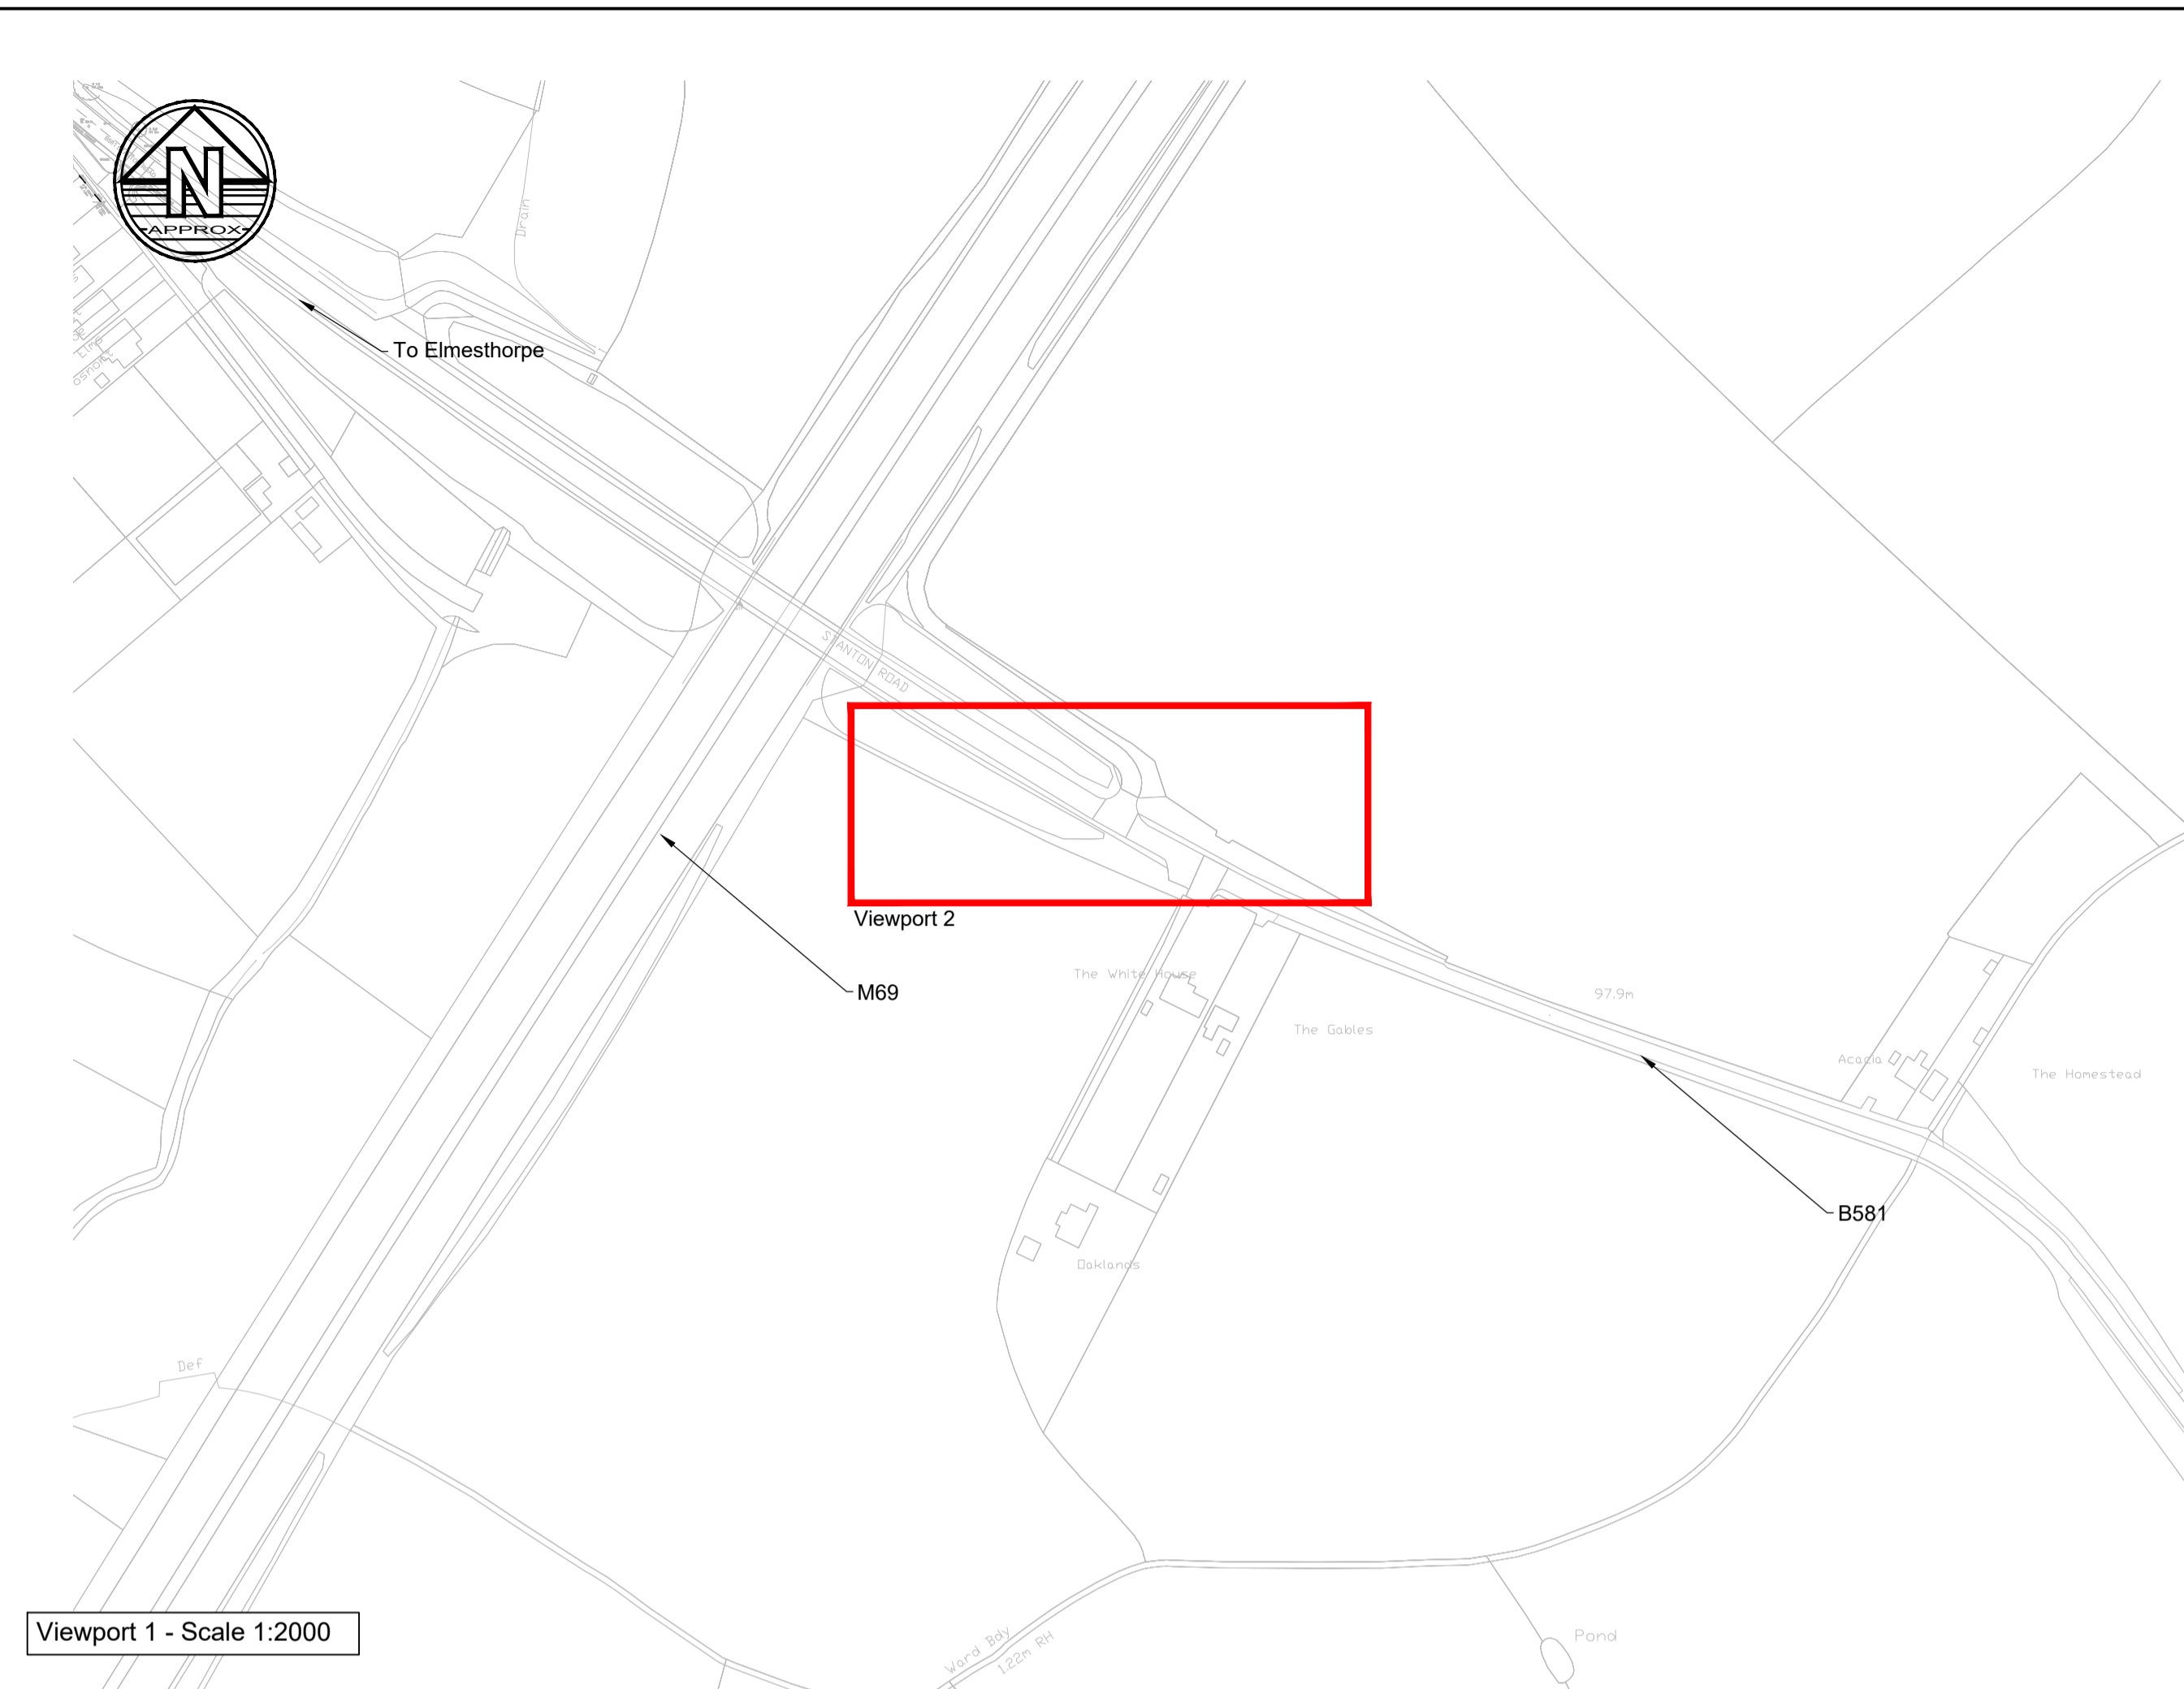 N
APPROX
Drain
To Elmesthorpe
STANTON ROAD
Viewport 2
M69
The White House
97.9m
The Gables
Acacia
The Homestead
B581
Oaklands
Def
Viewport 1 - Scale 1:2000
Ward Bdy
1.22m RH
Pond